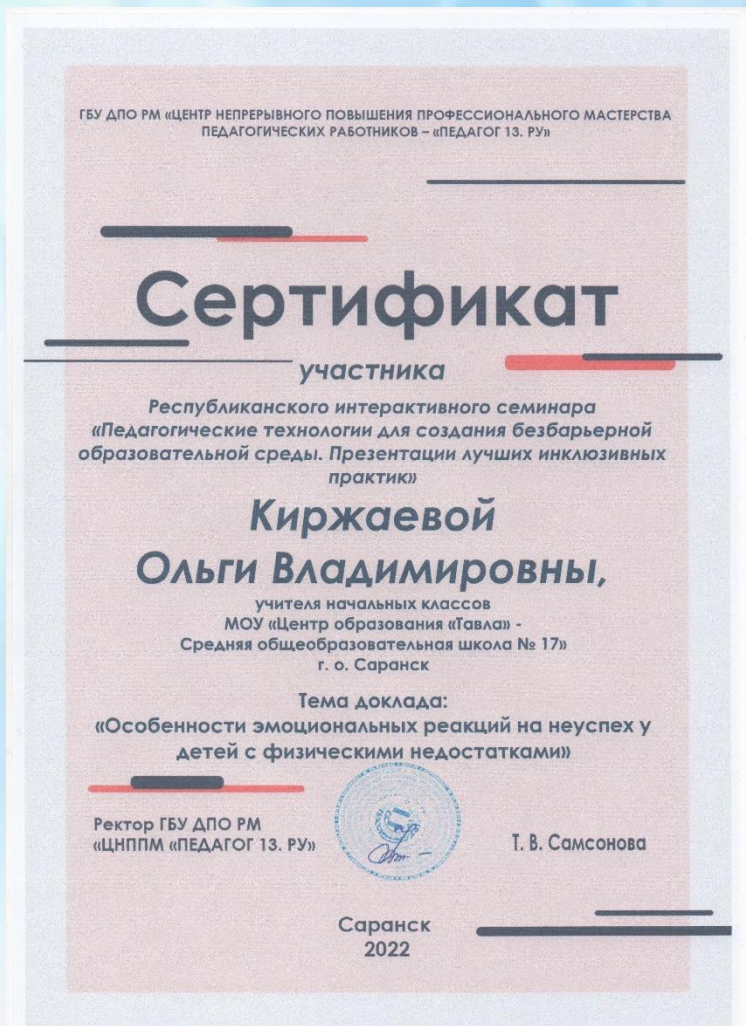 ГБУ ДПО РМ «ЦЕНТР НЕПРЕРЫВНОГО ПОВЫШЕНИЯ ПРОФЕССИОНАЛЬНОГО МАСТЕРСТВА
ПЕДАГОГИЧЕСКИХ РАБОТНИКОВ – «ПЕДАГОГ 13. РУ»
Сертификат
участника
Республиканского интерактивного семинара
«Педагогические технологии для создания безбарьерной
образовательной среды. Презентации лучших инклюзивных
практик»
Киржаевой
Ольги Владимировны,
учителя начальных классов
МОУ «Центр образования «Тавла» -
Средняя общеобразовательная школа № 17»
г. о. Саранск
Тема доклада:
«Особенности эмоциональных реакций на неуспех у
детей с физическими недостатками»
Ректор ГБУ ДПО РМ
«ЦНППМ «ПЕДАГОГ 13. РУ»
Т. В. Самсонова
Саранск
2022